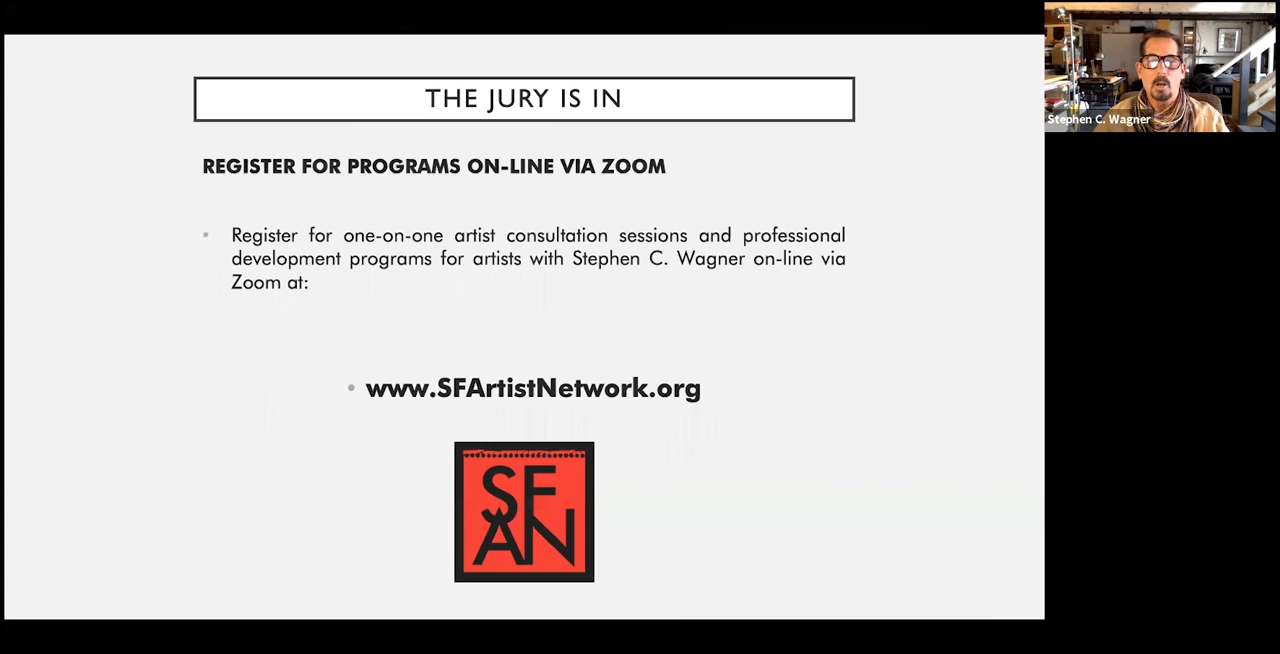 THE JURY IS IN
REGISTER FOR PROGRAMS ON-LINE VIA ZOOM
• Register for one-on-one artist consultation sessions and professional
development programs for artists with Stephen C. Wagner on-line via
Zoom at:
• www.SFArtistNetwork.org
SF
AN
Stephen C. Wagner